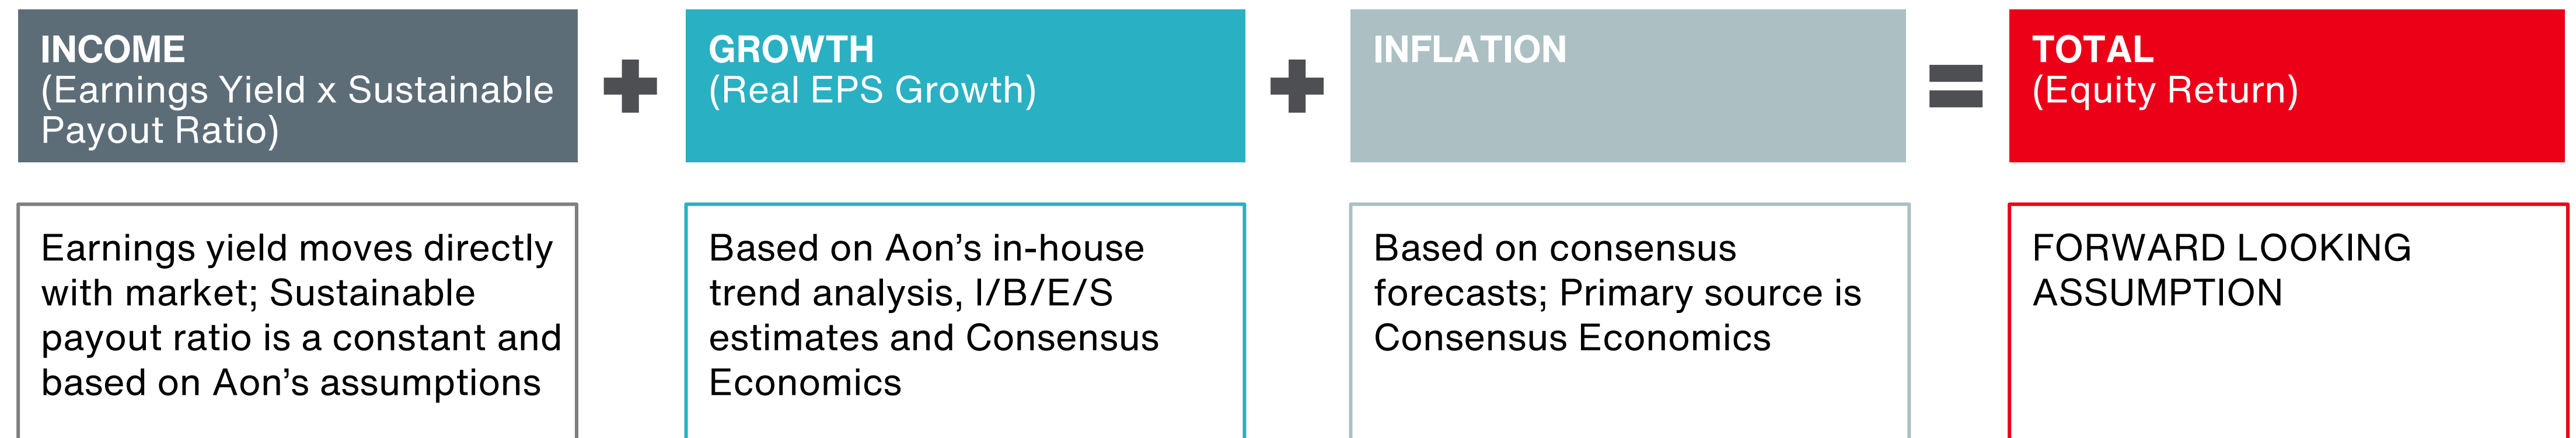 INCOME
(Earnings Yield x Sustainable
Payout Ratio)
+
GROWTH
(Real EPS Growth)
+
INFLATION
=
TOTAL
(Equity Return)
Earnings yield moves directly
with market; Sustainable
payout ratio is a constant and
based on Aon’s assumptions
Based on Aon’s in-house
trend analysis, I/B/E/S
estimates and Consensus
Economics
Based on consensus
forecasts; Primary source is
Consensus Economics
FORWARD LOOKING
ASSUMPTION